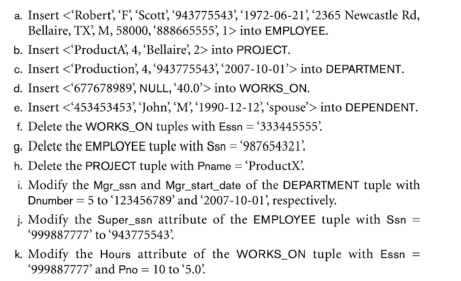 a. Insert <‘Robert’, ‘F’, ‘Scott’, ‘943775543’, ‘1972-06-21’, ‘2365 Newcastle Rd,
Bellaire, TX’, M, 58000, ‘888665555’, 1> into EMPLOYEE.
b. Insert <‘ProductA’, 4, ‘Bellaire’, 2> into PROJECT.
c. Insert <‘Production’, 4, ‘943775543’, ‘2007-10-01’> into DEPARTMENT.
d. Insert <‘677678989’, NULL, ‘40.0’> into WORKS_ON.
e. Insert <‘453453453’, ‘John’, ‘M’, ‘1990-12-12’, ‘spouse’> into DEPENDENT.
f. Delete the WORKS_ON tuples with Essn = ‘333445555’.
g. Delete the EMPLOYEE tuple with Ssn = ‘987654321’.
h. Delete the PROJECT tuple with Pname = ‘ProductX’.
i. Modify the Mgr_ssn and Mgr_start_date of the DEPARTMENT tuple with
Dnumber = 5 to ‘123456789’ and ‘2007-10-01’, respectively.
j. Modify the Super_ssn attribute of the EMPLOYEE tuple with Ssn =
‘999887777’ to ‘943775543’.
k. Modify the Hours attribute of the WORKS_ON tuple with Essn =
‘999887777’ and Pno = 10 to ‘5.0’.